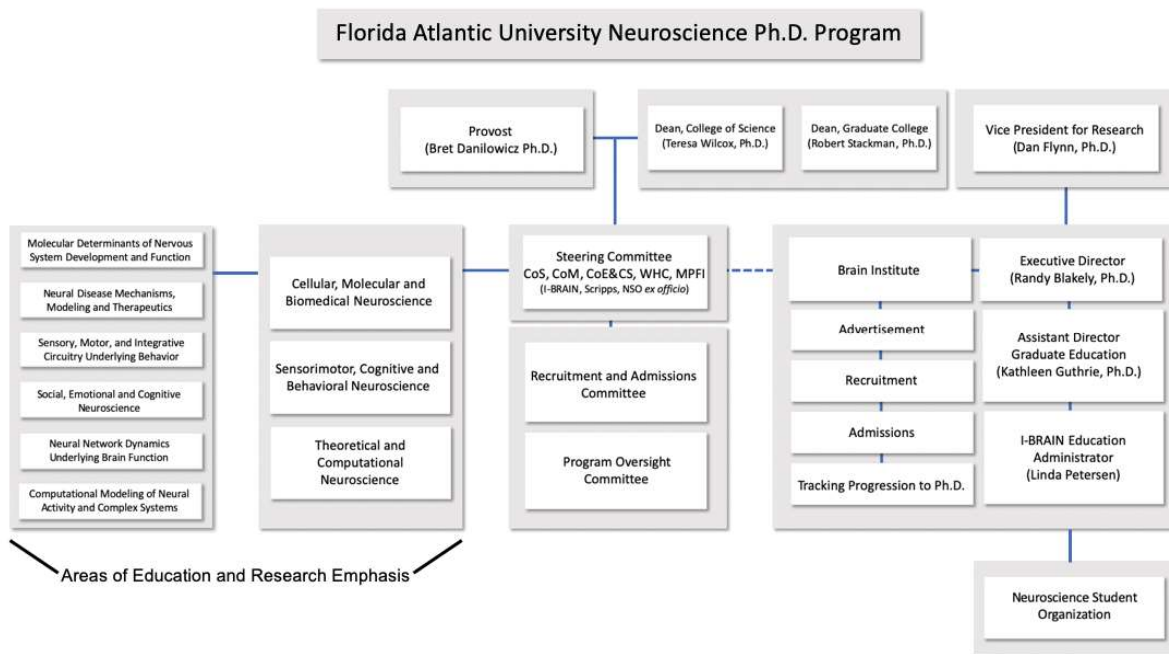 Florida Atlantic University Neuroscience Ph.D. Program
Provost
(Bret Danilowicz Ph.D.)
Dean, College of Science
(Teresa Wilcox, Ph.D.)
Dean, Graduate College
(Robert Stackman, Ph.D.)
Vice President for Research
(Dan Flynn, Ph.D.)
Molecular Determinants of Nervous
System Development and Function
Neural Disease Mechanisms,
Modeling and Therapeutics
Sensory, Motor, and Integrative
Circuitry Underlying Behavior
Social, Emotional and Cognitive
Neuroscience
Neural Network Dynamics
Underlying Brain Function
Computational Modeling of Neural
Activity and Complex Systems
Cellular, Molecular and
Biomedical Neuroscience
Sensorimotor, Cognitive and
Behavioral Neuroscience
Theoretical and
Computational
Neuroscience
Areas of Education and Research Emphasis
Steering Committee
CoS, CoM, CoE&CS, WHC, MPFI
(I-BRAIN, Scripps, NSO ex officio)
Recruitment and Admissions
Committee
Program Oversight
Committee
Brain Institute
Advertisement
Recruitment
Admissions
Tracking Progression to Ph.D.
Executive Director
(Randy Blakely, Ph.D.)
Assistant Director
Graduate Education
(Kathleen Guthrie, Ph.D.)
I-BRAIN Education
Administrator
(Linda Petersen)
Neuroscience Student
Organization